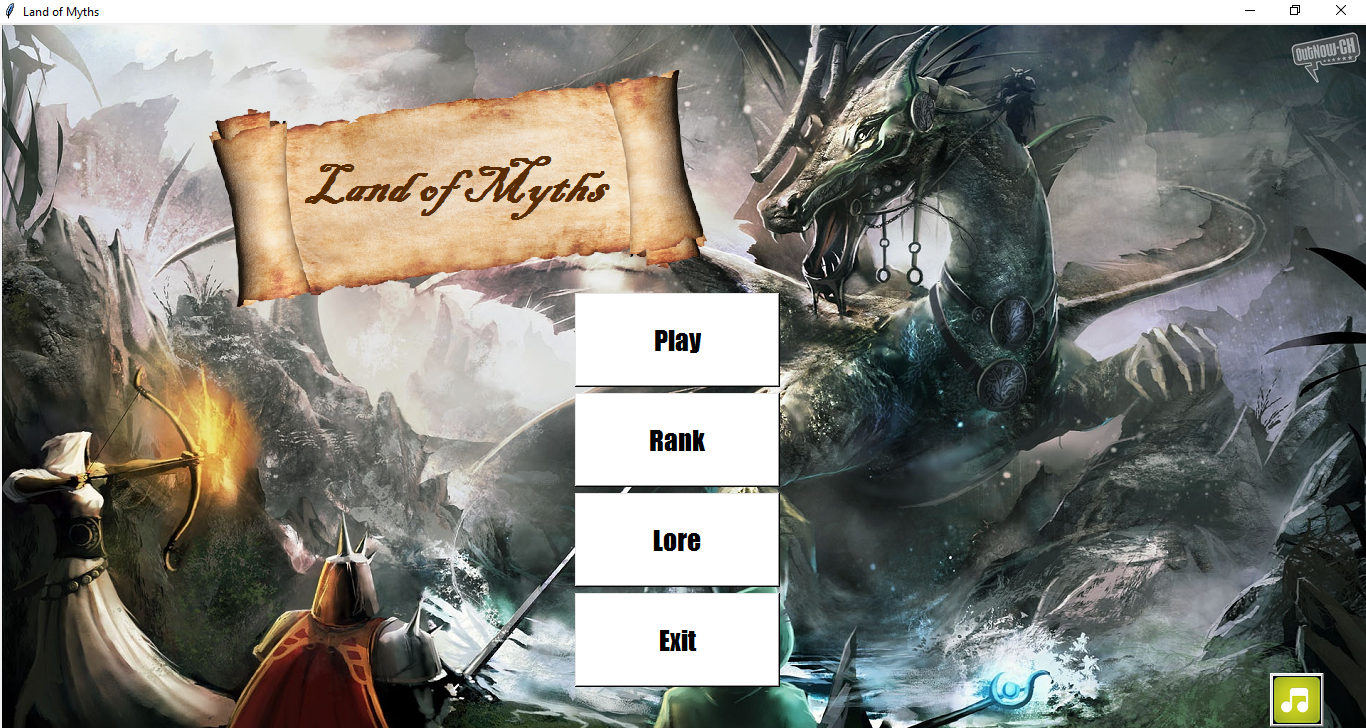 Land of Myths
OutNow.CH
Land of Myths
Play
Rank
Lore
Exit